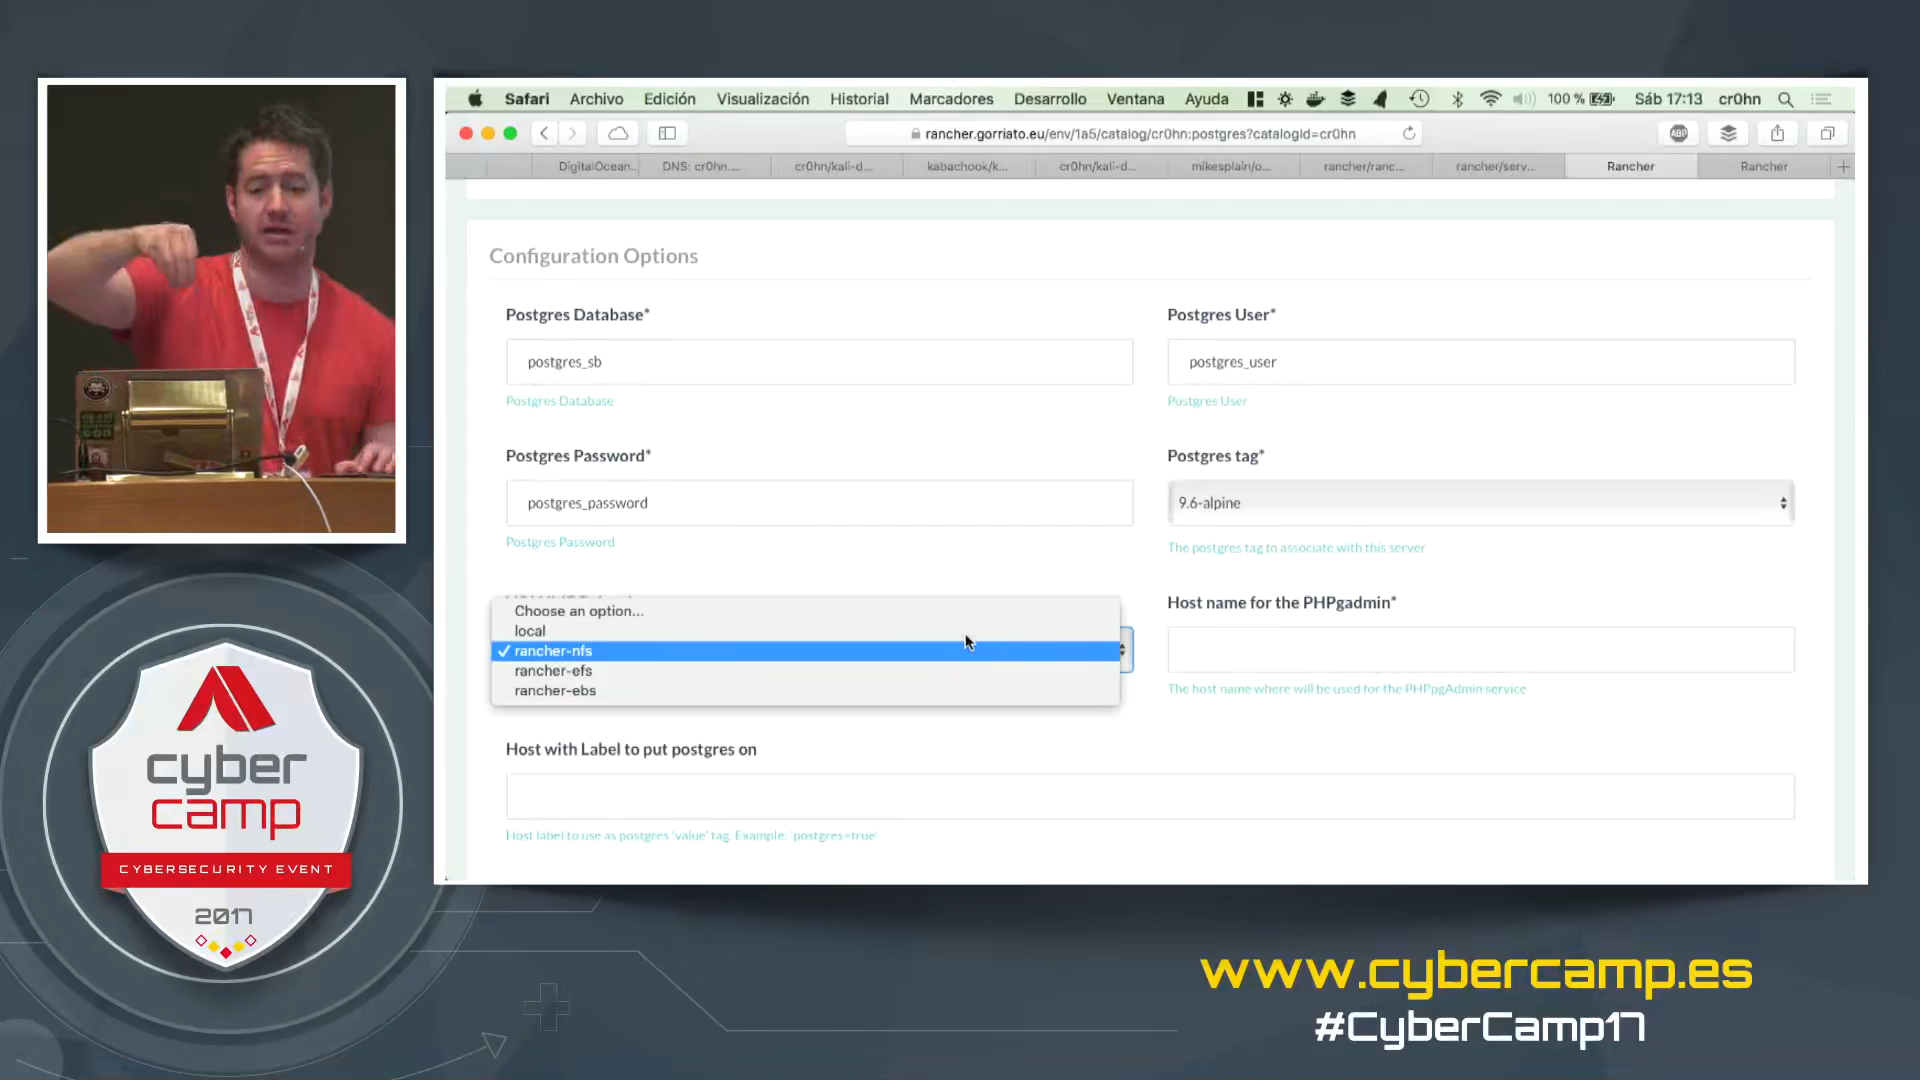 Safari Archivo Edición Visualización Historial Marcadores Desarrollo Ventana Ayuda 100 % Sáb 17:13 cr0hn
rancher.gorriato.eu/env/1a5/catalog/cr0hn:postgres?catalogId=cr0hn
ABP
DigitalOcean... DNS: cr0hn.... cr0hn/kali-d... kabachook/k... cr0hn/kali-d... mikesplain/o... rancher/ranc... rancher/serv... Rancher Rancher
Configuration Options
Postgres Database* Postgres User*
postgres_sb postgres_user
Postgres Database Postgres User
Postgres Password* Postgres tag*
postgres_password 9.6-alpine
Postgres Password The postgres tag to associate with this server
Choose an option...
local
rancher-nfs
rancher-efs
rancher-ebs
Host name for the PHPgadmin*
The host name where will be used for the PHPpgAdmin service
Host with Label to put postgres on
Host label to use as postgres 'value' tag. Example: 'postgres=true'
cyber
camp
CYBERSECURITY EVENT
2017
www.cybercamp.es
#CyberCamp17